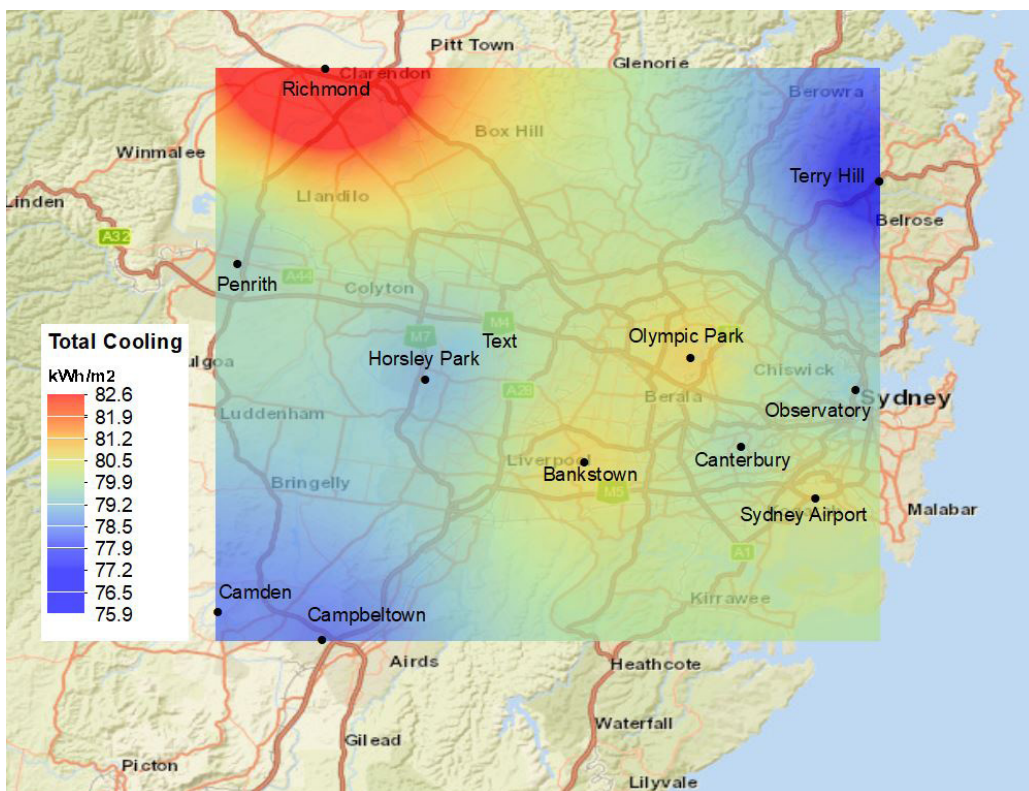 Pitt Town
Glenorie
Clarendon
Richmond
Berowra
Box Hill
Winmalee
Terry Hill
Llandilo
Linden
Belrose
A32
Penrith
A44
Colyton
M4
M7
Text
Olympic Park
Total Cooling
kWh/m2
82.6
81.9
81.2
80.5
79.9
79.2
78.5
77.9
77.2
76.5
75.9
ulgoa
Horsley Park
Chiswick
A28
Berala
Sydney
Observatory
Luddenham
Liverpool
Bankstown
Canterbury
Bringelly
M5
Sydney Airport
Malabar
A1
Camden
Kirrawee
Campbeltown
Airds
Heathcote
Waterfall
Gilead
Picton
Lilyvale